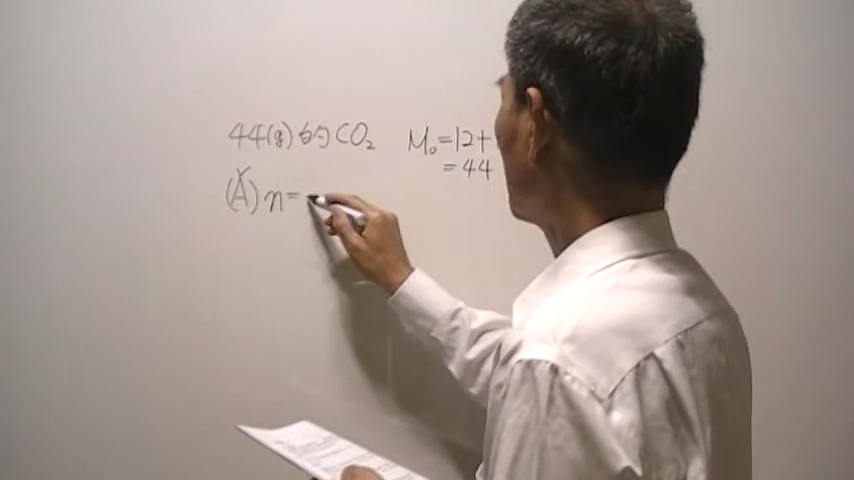 44(g)的CO₂
M₀=12+
=44
(A) n=